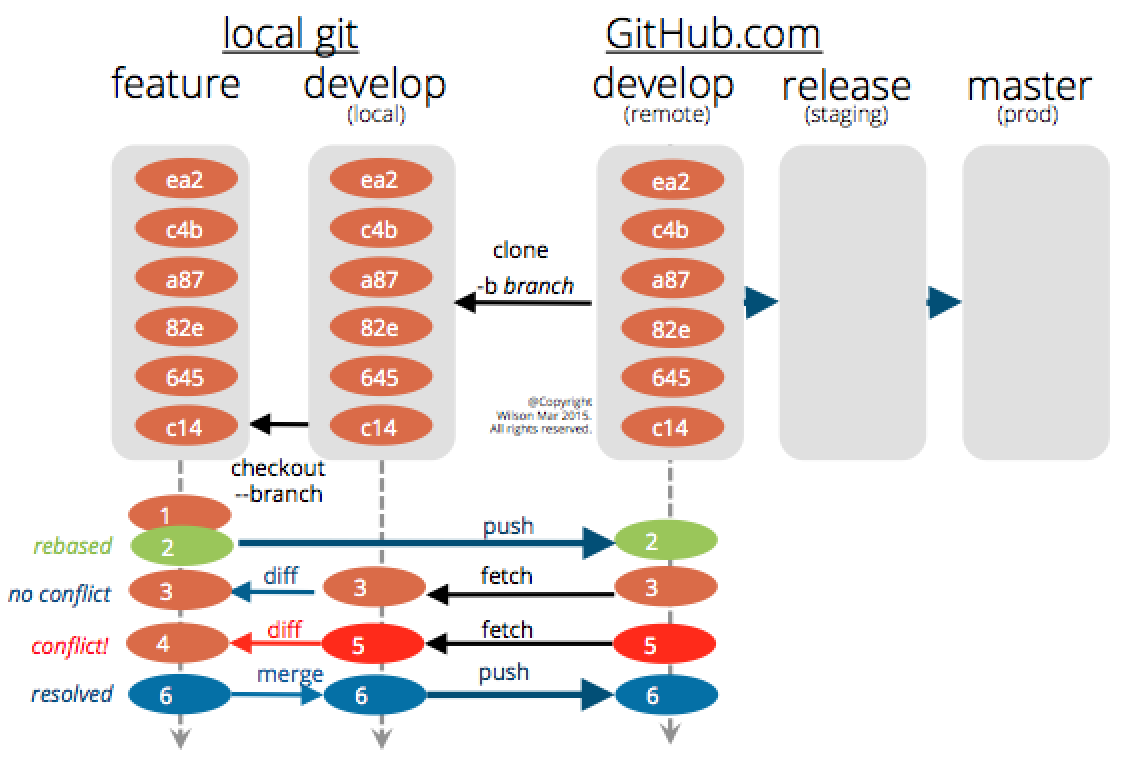 local git
GitHub.com
feature
develop
(local)
develop
(remote)
release
(staging)
master
(prod)
ea2
ea2
ea2
c4b
c4b
c4b
clone
a87
a87
-b branch
a87
82e
82e
82e
645
645
645
@Copyright
Wilson Mar 2015.
All rights reserved.
c14
c14
c14
checkout
--branch
1
rebased
2
push
2
no conflict
3
diff
3
fetch
3
conflict!
4
diff
5
fetch
5
resolved
6
merge
6
push
6